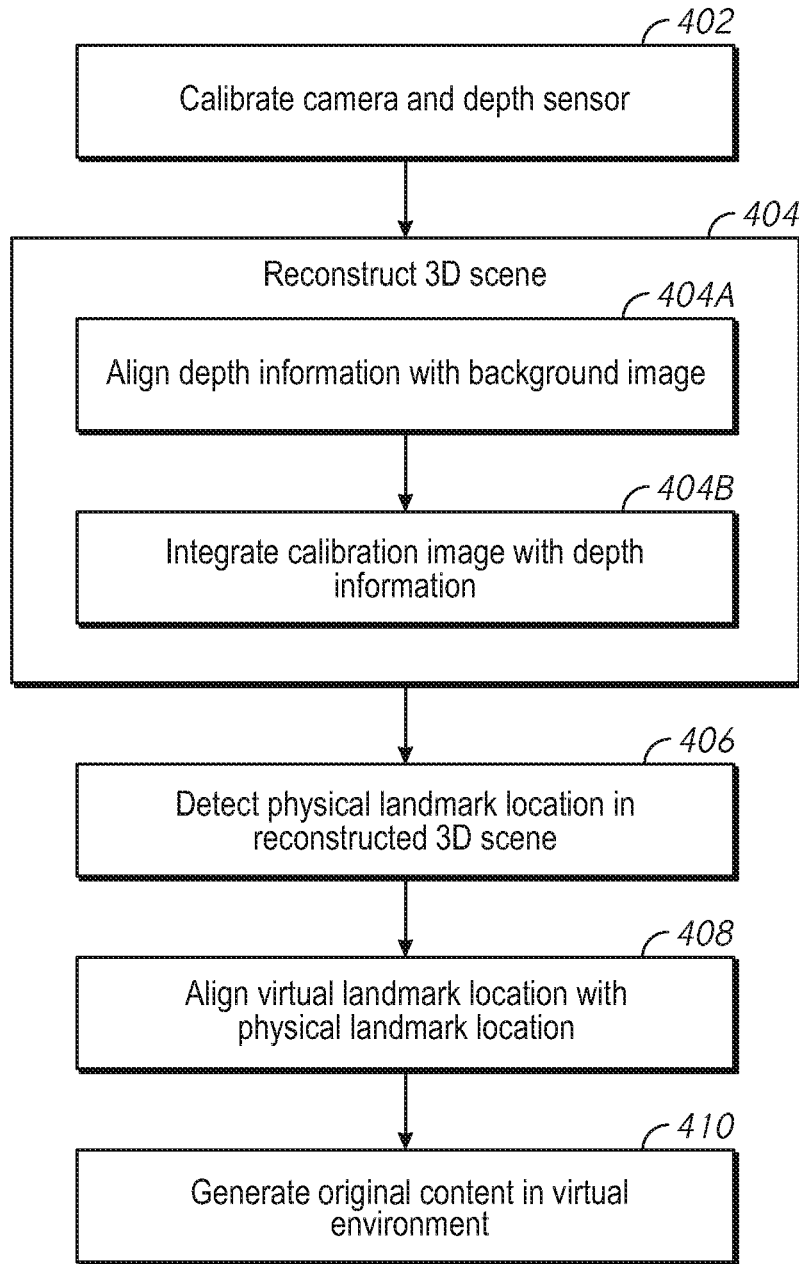 402
Calibrate camera and depth sensor
404
Reconstruct 3D scene
404A
Align depth information with background image
404B
Integrate calibration image with depth
information
406
Detect physical landmark location in
reconstructed 3D scene
408
Align virtual landmark location with
physical landmark location
410
Generate original content in virtual
environment